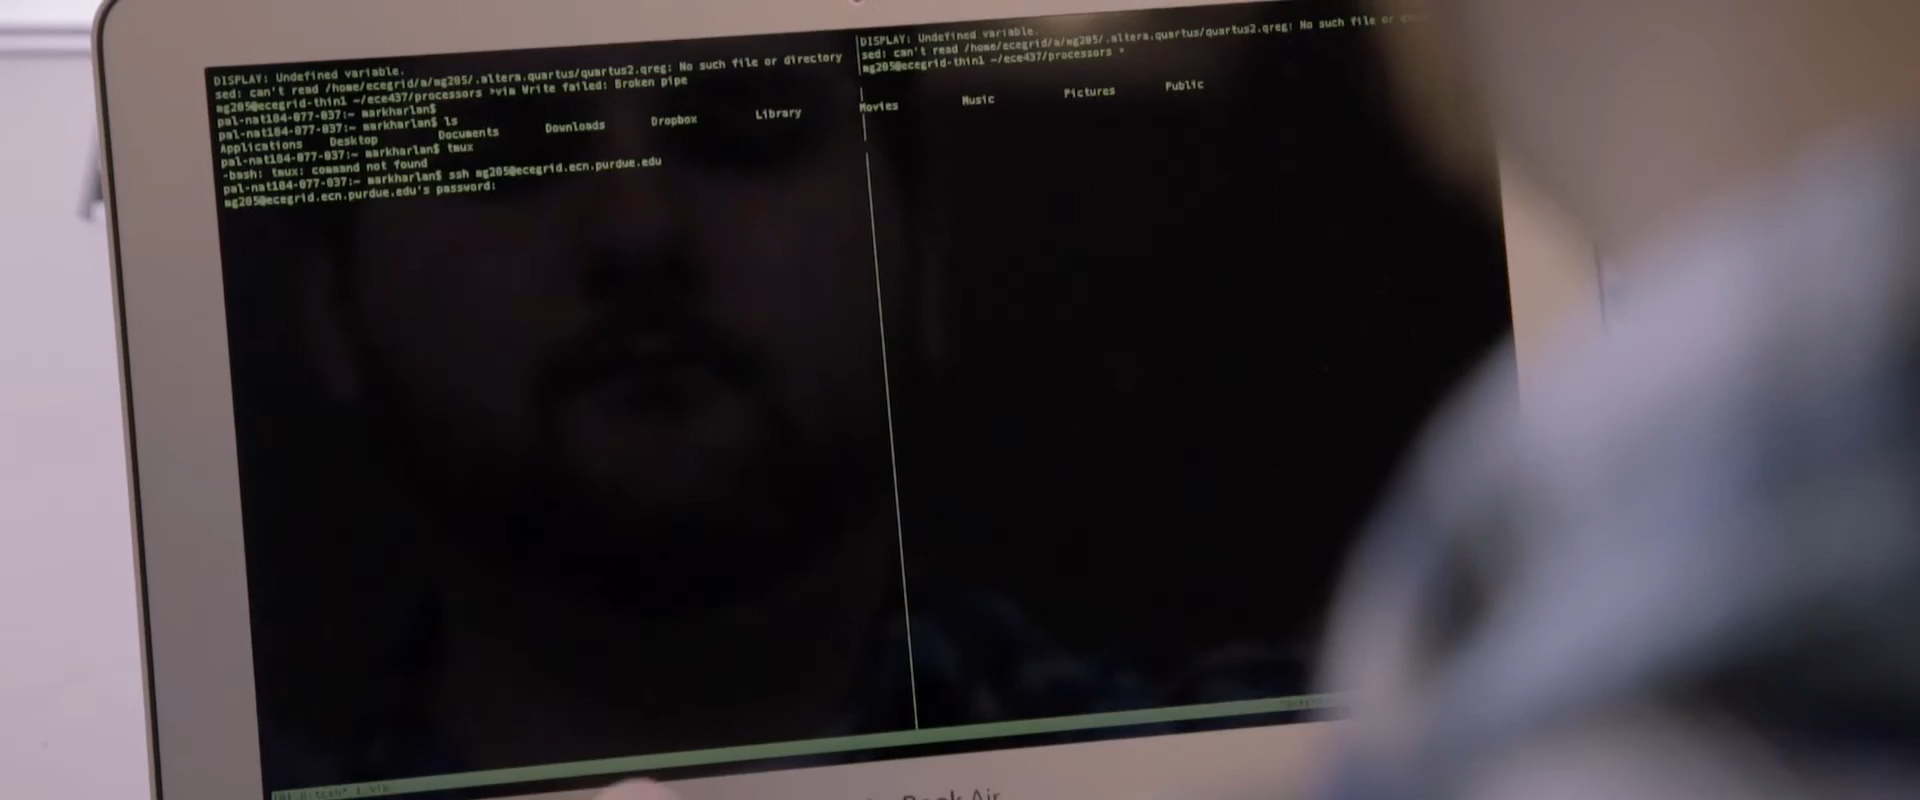 DISPLAY: Undefined variable.
sed: can't read /home/ecegrid/a/mg205/.altera.quartus/quartus2.qreg: No such file or directory
mg205@ecegrid-thin1 ~/ece437/processors >vim Write failed: Broken pipe
pal-nat184-077-037:~ markharlan$
pal-nat184-077-037:~ markharlan$ ls
Applications Desktop Documents Downloads Dropbox Library Movies Music Pictures Public
pal-nat184-077-037:~ markharlan$ tmux
-bash: tmux: command not found
pal-nat184-077-037:~ markharlan$ ssh mg205@ecegrid.ecn.purdue.edu
mg205@ecegrid.ecn.purdue.edu's password:
DISPLAY: Undefined variable.
sed: can't read /home/ecegrid/a/mg205/.altera.quartus/quartus2.qreg: No such file or
mg205@ecegrid-thin1 ~/ece437/processors >
Book Air